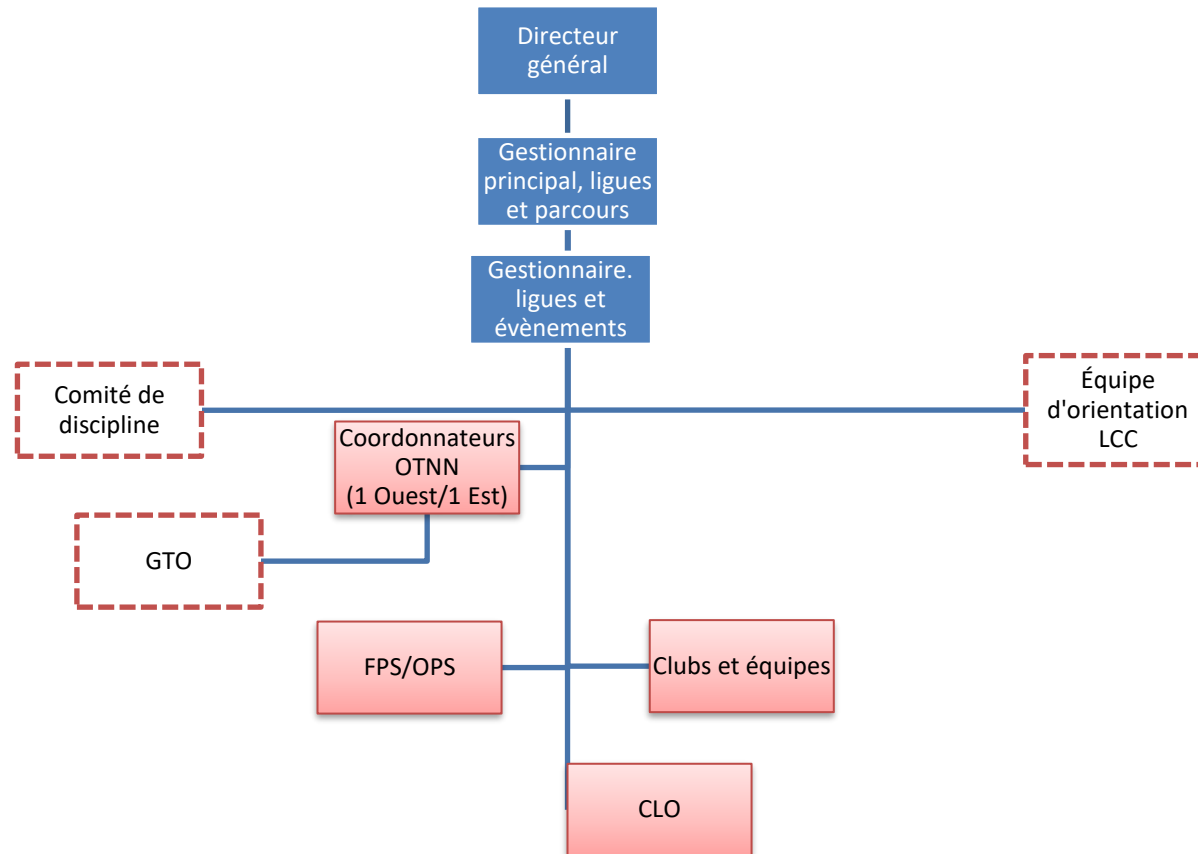 Directeur
général
Gestionnaire
principal, ligues
et parcours
Gestionnaire.
ligues et
évènements
Comité de
discipline
Équipe
d'orientation
LCC
Coordonnateurs
OTNN
(1 Ouest/1 Est)
GTO
FPS/OPS
Clubs et équipes
CLO